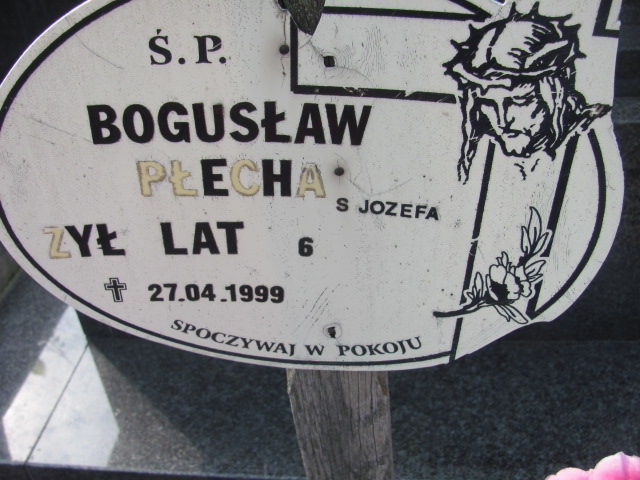 Ś.P.
BOGUSŁAW
PŁECHA
S JOZEFA
ZYŁ LAT 6
27.04.1999
SPOCZYWAJ W POKOJU